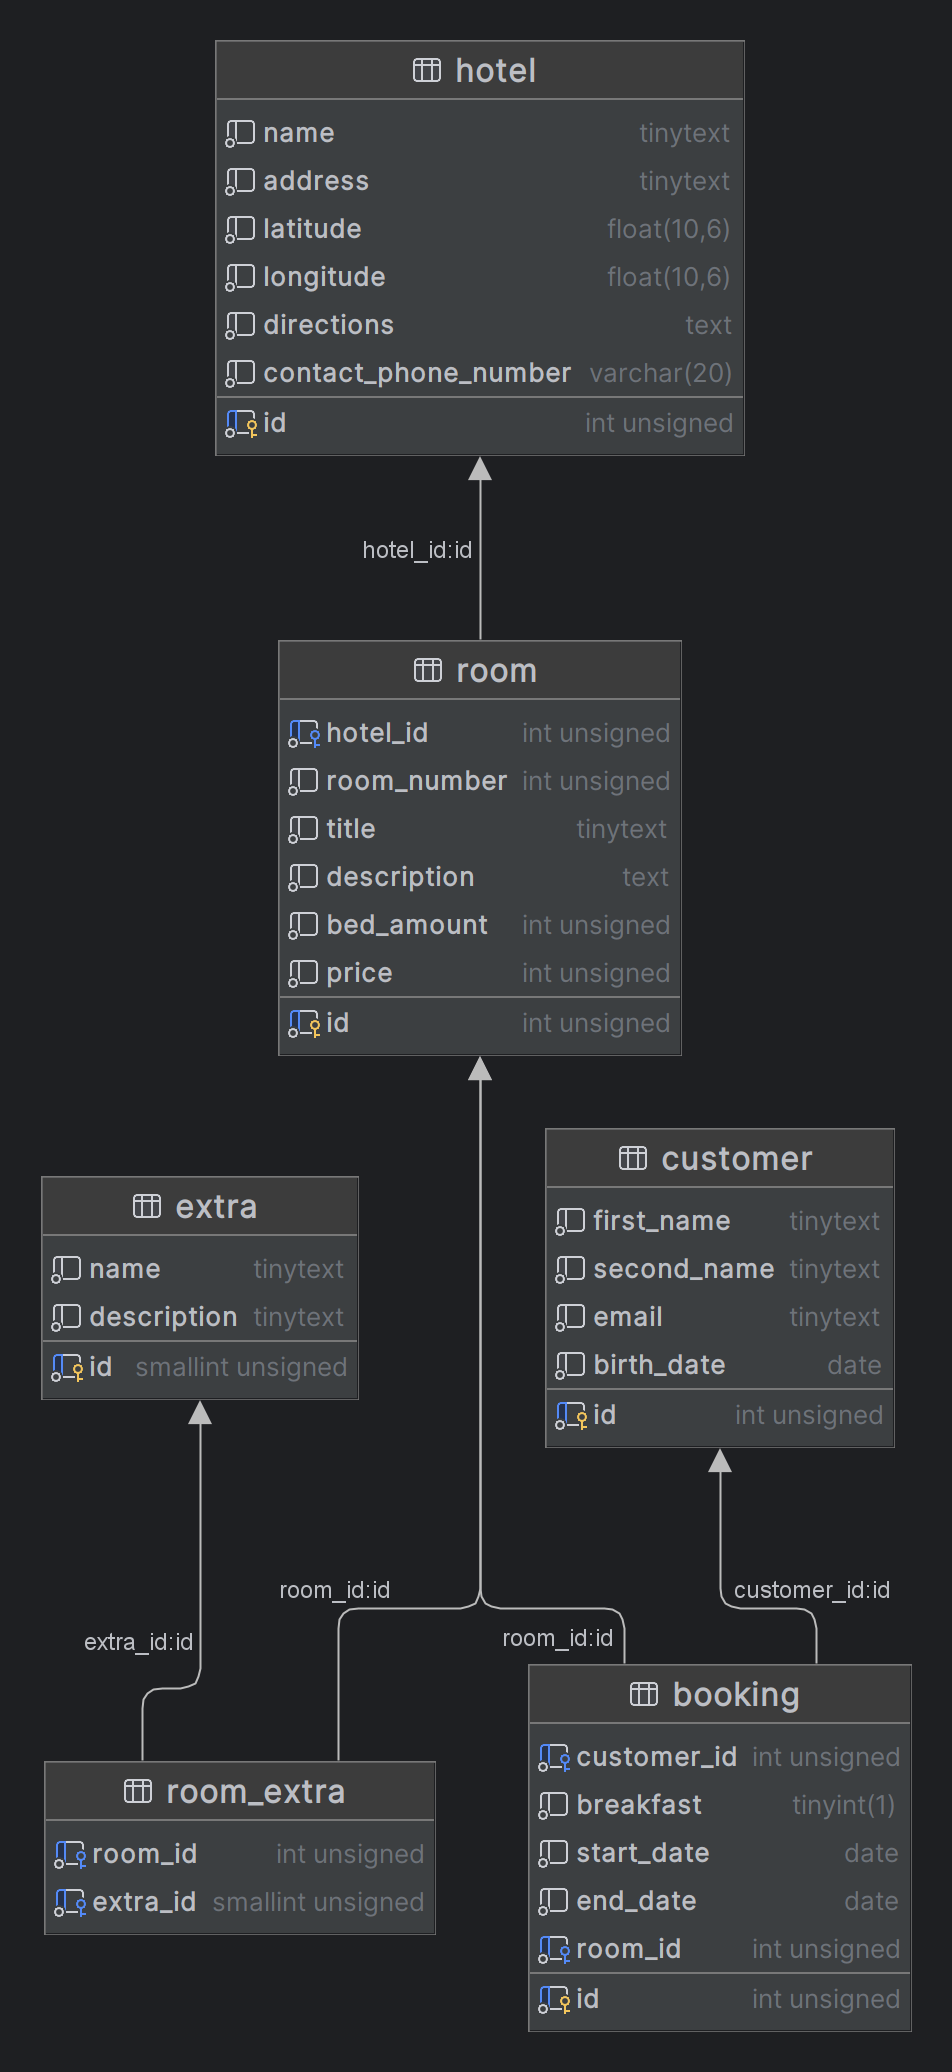 hotel
name tinytext
address tinytext
latitude float(10,6)
longitude float(10,6)
directions text
contact_phone_number varchar(20)
id int unsigned
hotel_id:id
room
hotel_id int unsigned
room_number int unsigned
title tinytext
description text
bed_amount int unsigned
price int unsigned
id int unsigned
customer
first_name tinytext
second_name tinytext
email tinytext
birth_date date
id int unsigned
extra
name tinytext
description tinytext
id smallint unsigned
room_id:id
customer_id:id
extra_id:id
room_id:id
booking
customer_id int unsigned
breakfast tinyint(1)
start_date date
end_date date
room_id int unsigned
id int unsigned
room_extra
room_id int unsigned
extra_id smallint unsigned